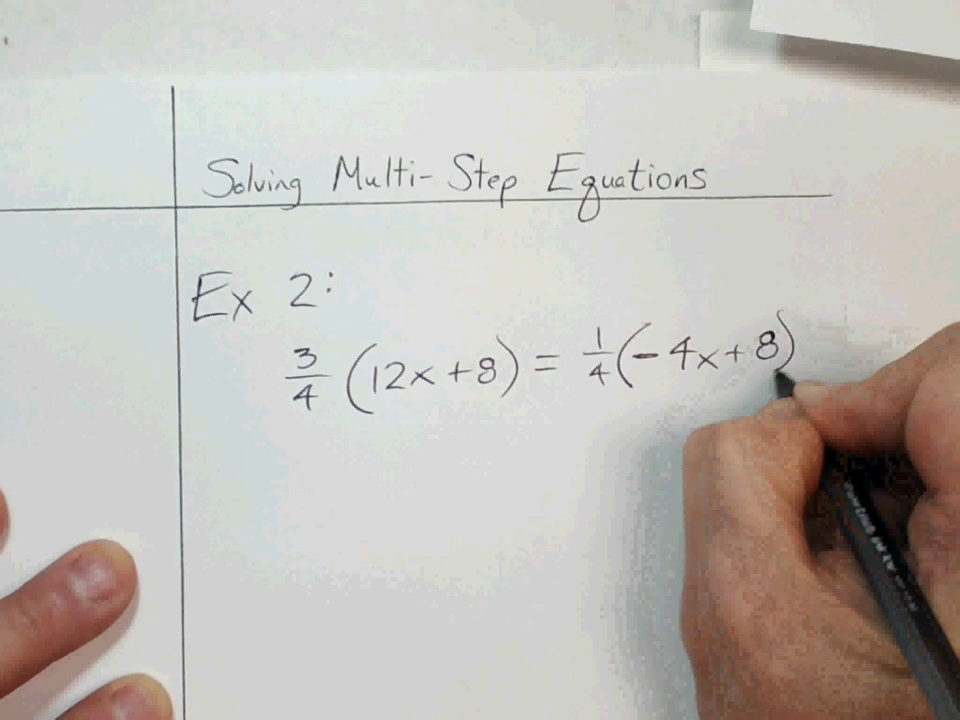 Solving Multi-Step Equations
Ex 2:
3/4 (12x+8) = 1/4(-4x+8)